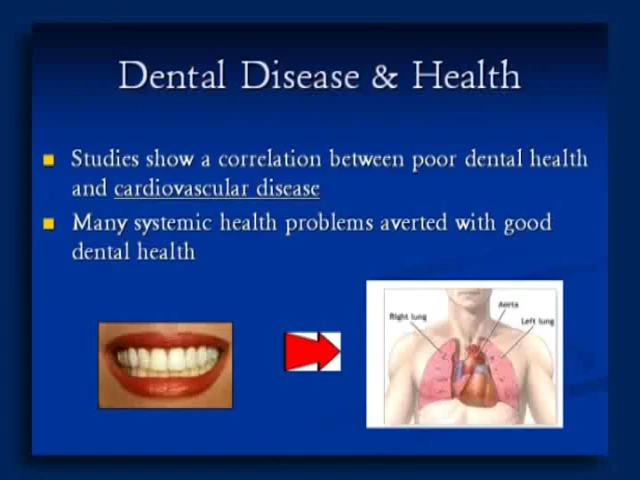 Dental Disease & Health
Studies show a correlation between poor dental health
and cardiovascular disease
Many systemic health problems averted with good
dental health
Aorta
Right lung
Left lung